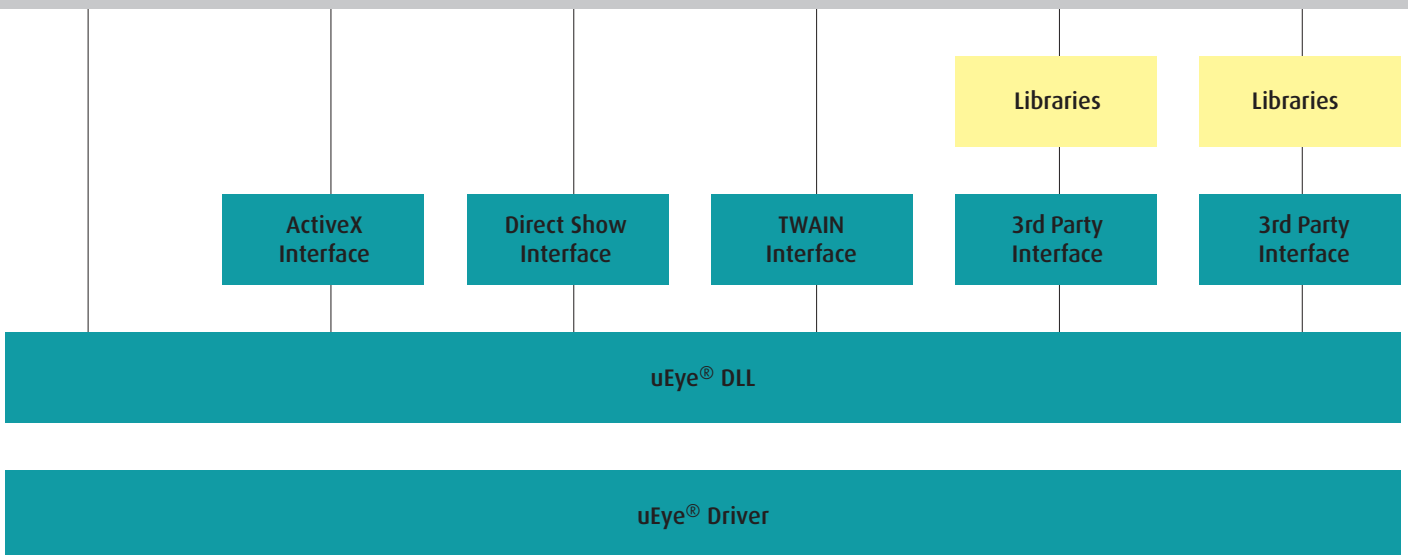 Libraries
Libraries
ActiveX
Interface
Direct Show
Interface
TWAIN
Interface
3rd Party
Interface
3rd Party
Interface
uEye® DLL
uEye® Driver